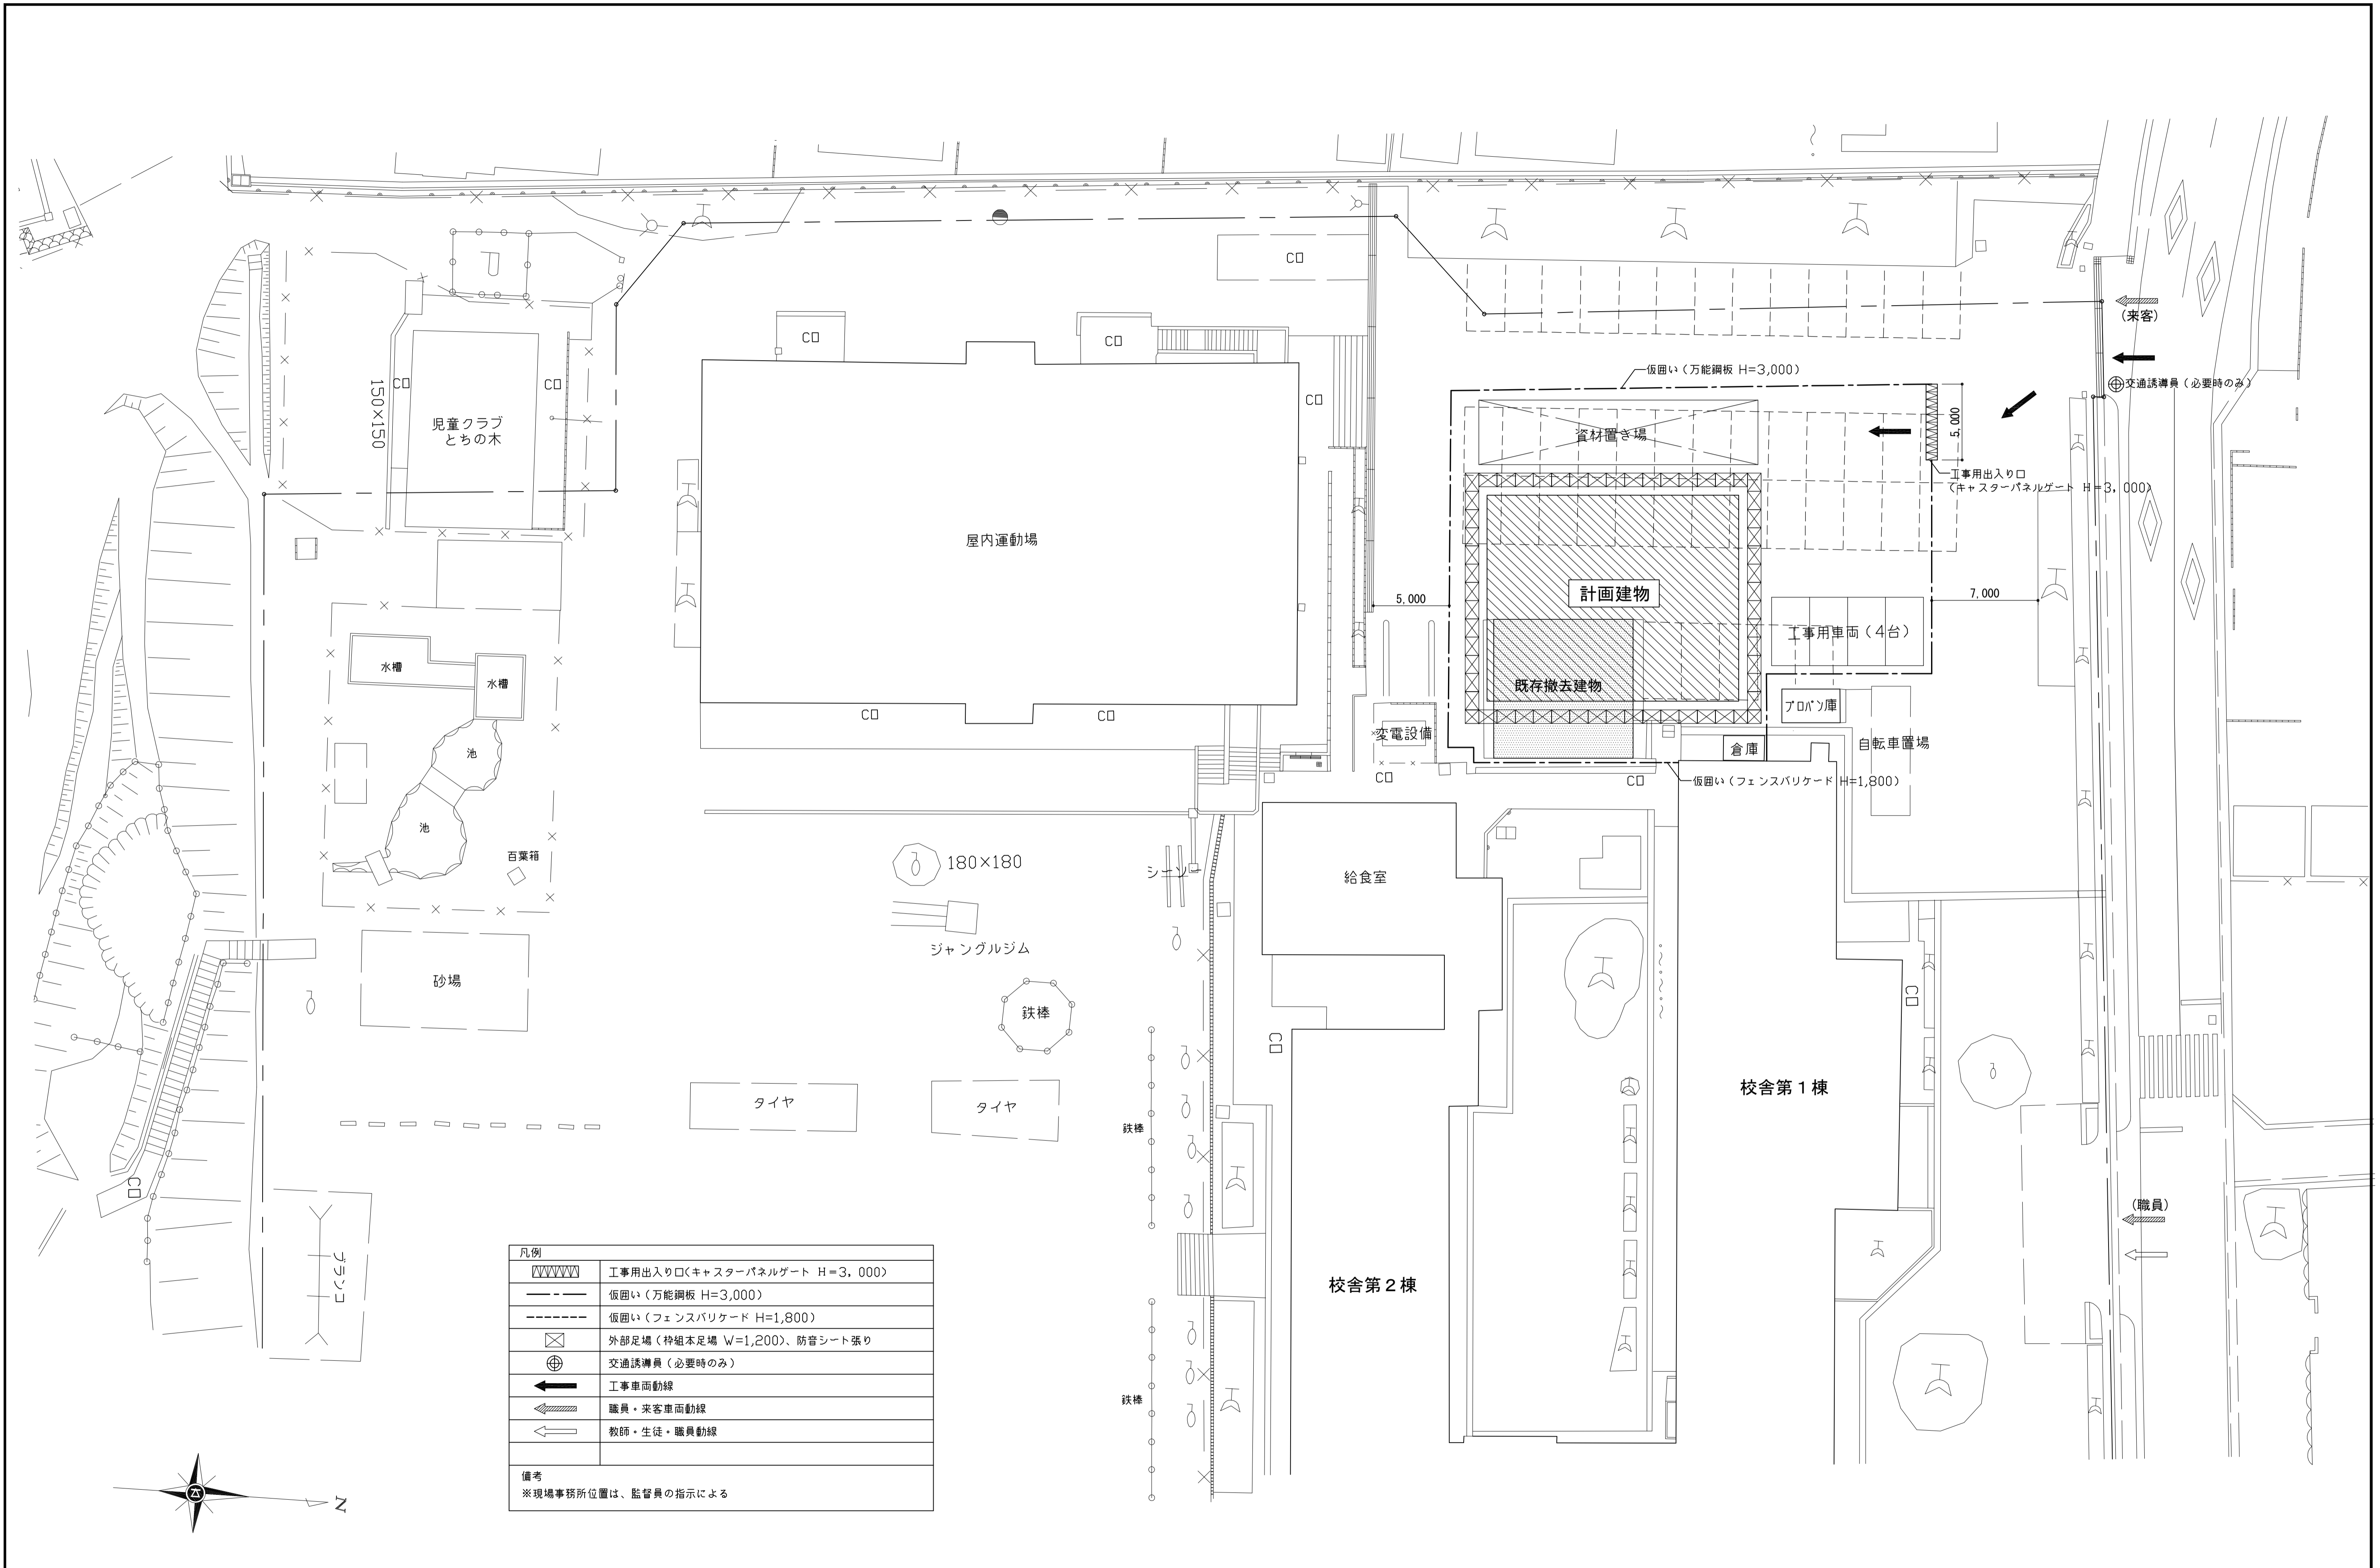 (来客)
交通誘導員(必要時のみ)
仮囲い(万能鋼板 H=3,000)
5,000
工事用出入り口
(キャスターパネルゲート H=3，000)
資材置き場
計画建物
既存撤去建物
5,000
7,000
工事用車両(4台)
プロパン庫
倉庫
自転車置場
仮囲い(フェンスバリケード H=1,800)
変電設備
屋内運動場
児童クラブ
とちの木
150×150
水槽
水槽
池
池
百葉箱
砂場
180×180
ジャングルジム
シーソー
鉄棒
タイヤ
タイヤ
鉄棒
鉄棒
ブランコ
給食室
校舎第1棟
校舎第2棟
(職員)
凡例
工事用出入り口(キャスターパネルゲート H=3，000)
仮囲い(万能鋼板 H=3,000)
仮囲い(フェンスバリケード H=1,800)
外部足場(枠組本足場 W=1,200)、防音シート張り
交通誘導員(必要時のみ)
工事車両動線
職員・来客車両動線
教師・生徒・職員動線
備考
※現場事務所位置は、監督員の指示による
N